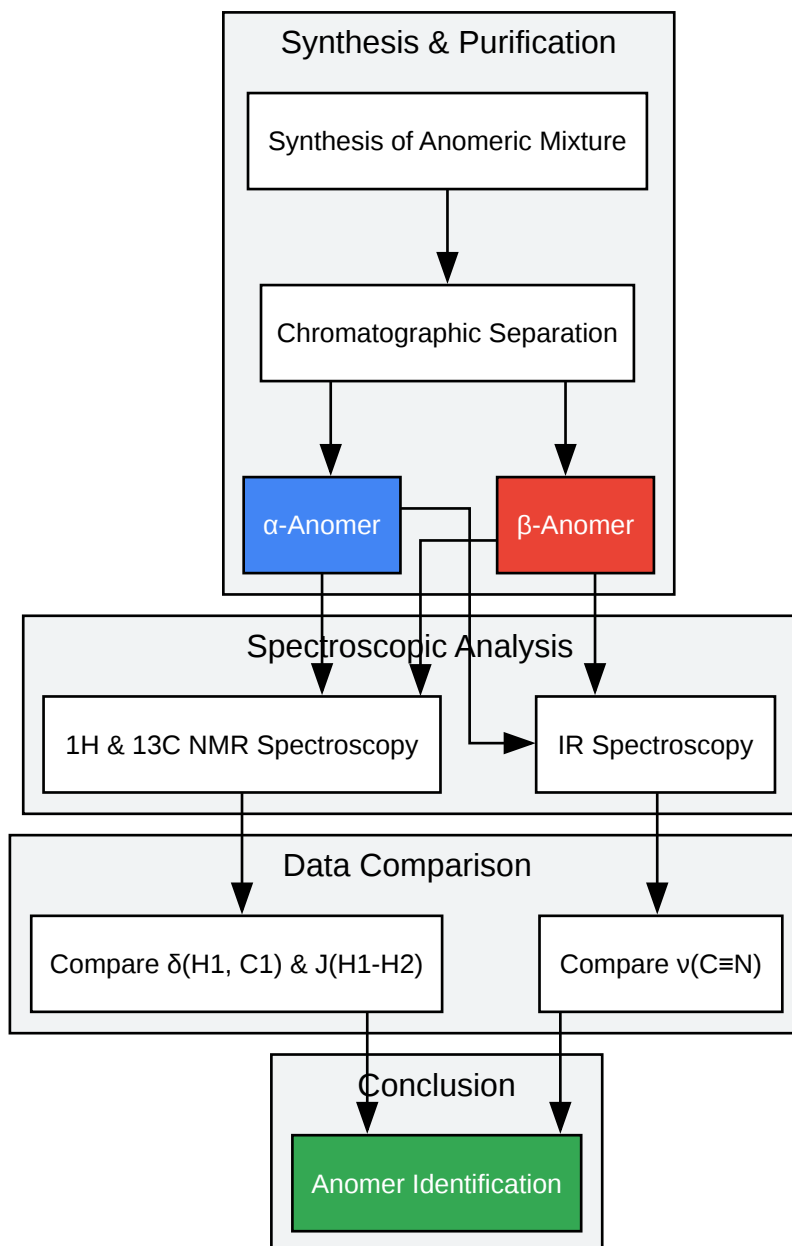 Synthesis & Purification
Synthesis of Anomeric Mixture
Chromatographic Separation
α-Anomer
β-Anomer
Spectroscopic Analysis
1H & 13C NMR Spectroscopy
IR Spectroscopy
Data Comparison
Compare δ(H1, C1) & J(H1-H2)
Compare ν(C≡N)
Conclusion
Anomer Identification